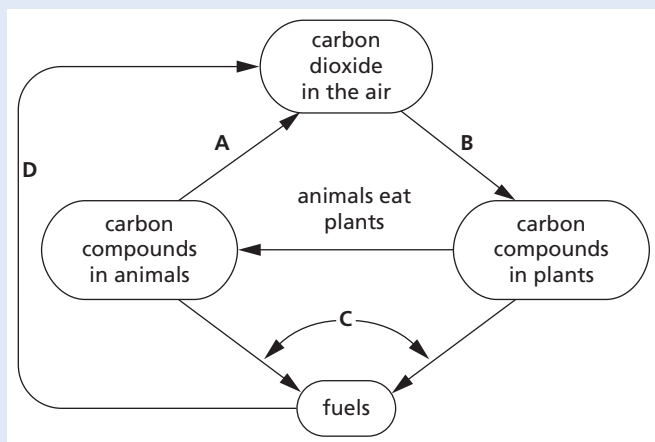 carbon
dioxide
in the air
A
B
D
animals eat
plants
carbon
compounds
in animals
carbon
compounds
in plants
C
fuels